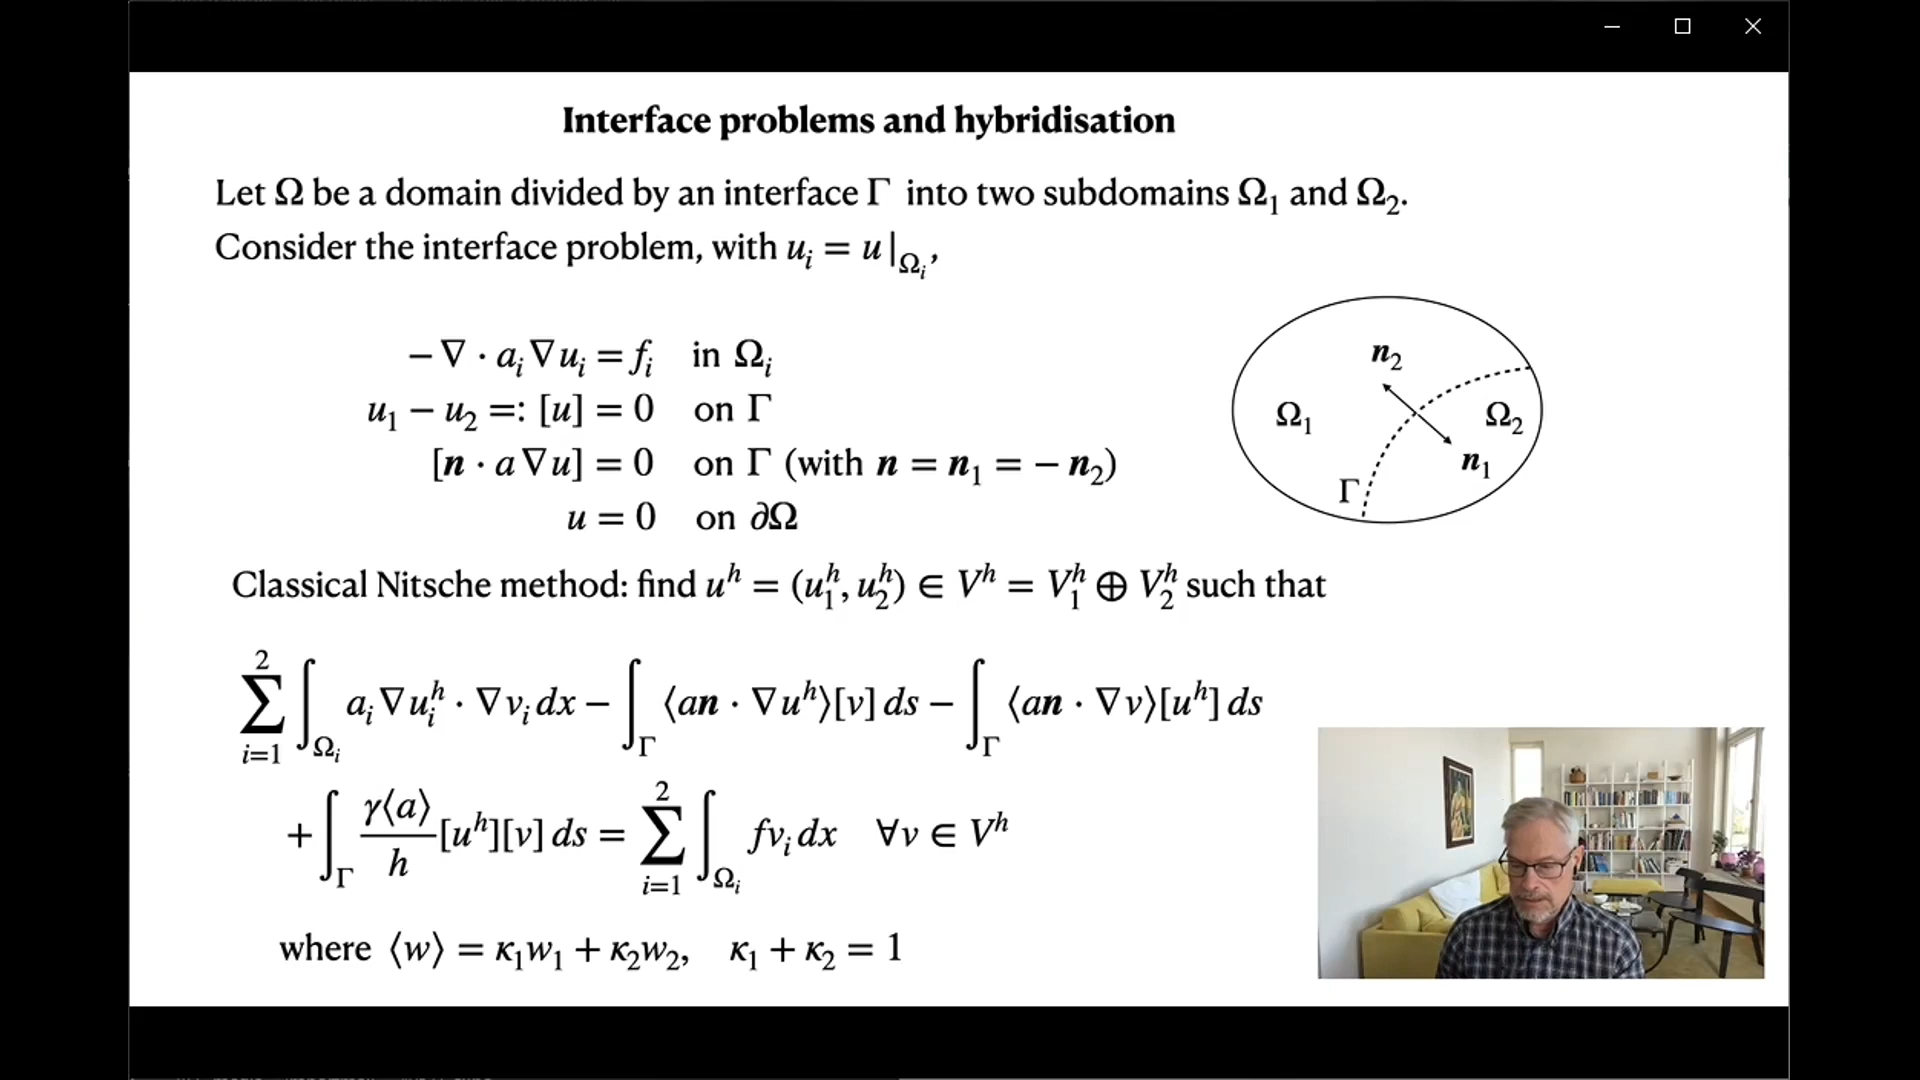 Interface problems and hybridisation
Let Ω be a domain divided by an interface Γ into two subdomains Ω₁ and Ω₂.
Consider the interface problem, with uᵢ = u|_Ωᵢ,
−∇ · aᵢ∇uᵢ = fᵢ in Ωᵢ
u₁ − u₂ =: [u] = 0 on Γ
[n · a∇u] = 0 on Γ (with n = n₁ = − n₂)
u = 0 on ∂Ω
n₂
Ω₁
Ω₂
n₁
Γ
Classical Nitsche method: find uʰ = (u₁ʰ, u₂ʰ) ∈ Vʰ = V₁ʰ ⊕ V₂ʰ such that
∑_{i=1}^{2} ∫_Ωᵢ aᵢ∇uᵢʰ · ∇vᵢ dx − ∫_Γ ⟨an · ∇uʰ⟩[v] ds − ∫_Γ ⟨an · ∇v⟩[uʰ] ds
+ ∫_Γ γ⟨a⟩/h [uʰ][v] ds = ∑_{i=1}^{2} ∫_Ωᵢ fvᵢ dx ∀v ∈ Vʰ
where ⟨w⟩ = κ₁w₁ + κ₂w₂, κ₁ + κ₂ = 1